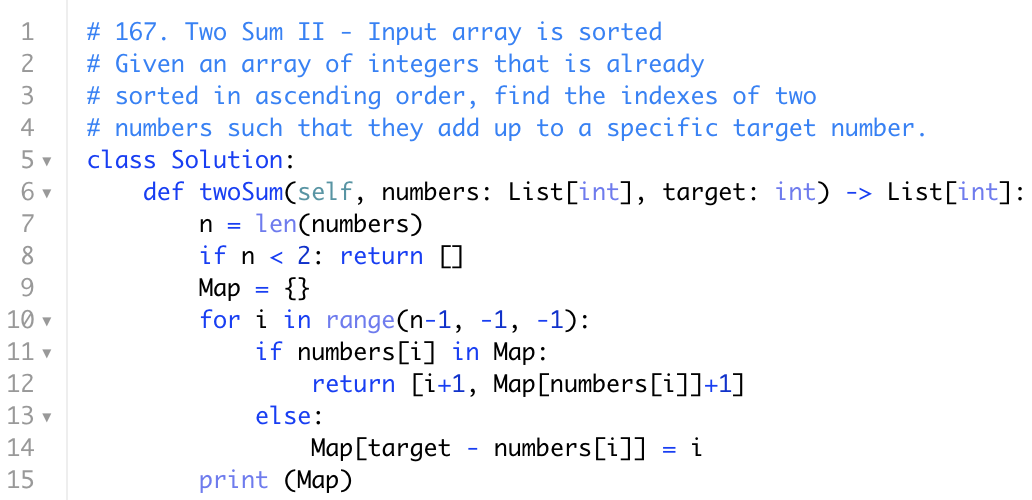 1 # 167. Two Sum II - Input array is sorted
2 # Given an array of integers that is already
3 # sorted in ascending order, find the indexes of two
4 # numbers such that they add up to a specific target number.
5 class Solution:
6     def twoSum(self, numbers: List[int], target: int) -> List[int]:
7         n = len(numbers)
8         if n < 2: return []
9         Map = {}
10         for i in range(n-1, -1, -1):
11             if numbers[i] in Map:
12                 return [i+1, Map[numbers[i]]+1]
13             else:
14                 Map[target - numbers[i]] = i
15         print (Map)